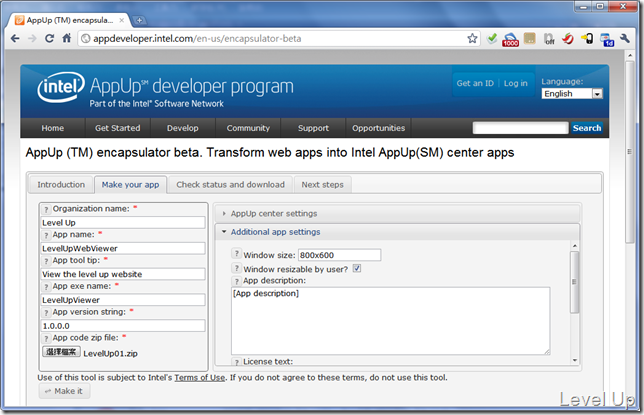 AppUp (TM) encapsula...
appdeveloper.intel.com/en-us/encapsulator-beta
1000
off
1d
intel AppUp SM developer program
Part of the Intel® Software Network
Get an ID | Log in
Language:
English
Home Get Started Develop Community Support Opportunities Search
AppUp (TM) encapsulator beta. Transform web apps into Intel AppUp(SM) center apps
Introduction Make your app Check status and download Next steps
? Organization name: *
Level Up
? App name: *
LevelUpWebViewer
? App tool tip: *
View the level up website
? App exe name: *
LevelUpViewer
? App version string: *
1.0.0.0
? App code zip file: *
選擇檔案 LevelUp01.zip
AppUp center settings
Additional app settings
? Window size: 800x600
? Window resizable by user?
? App description:
[App description]
? License text:
Use of this tool is subject to Intel's Terms of Use. If you do not agree to these terms, do not use this tool.
Make it
Level Up